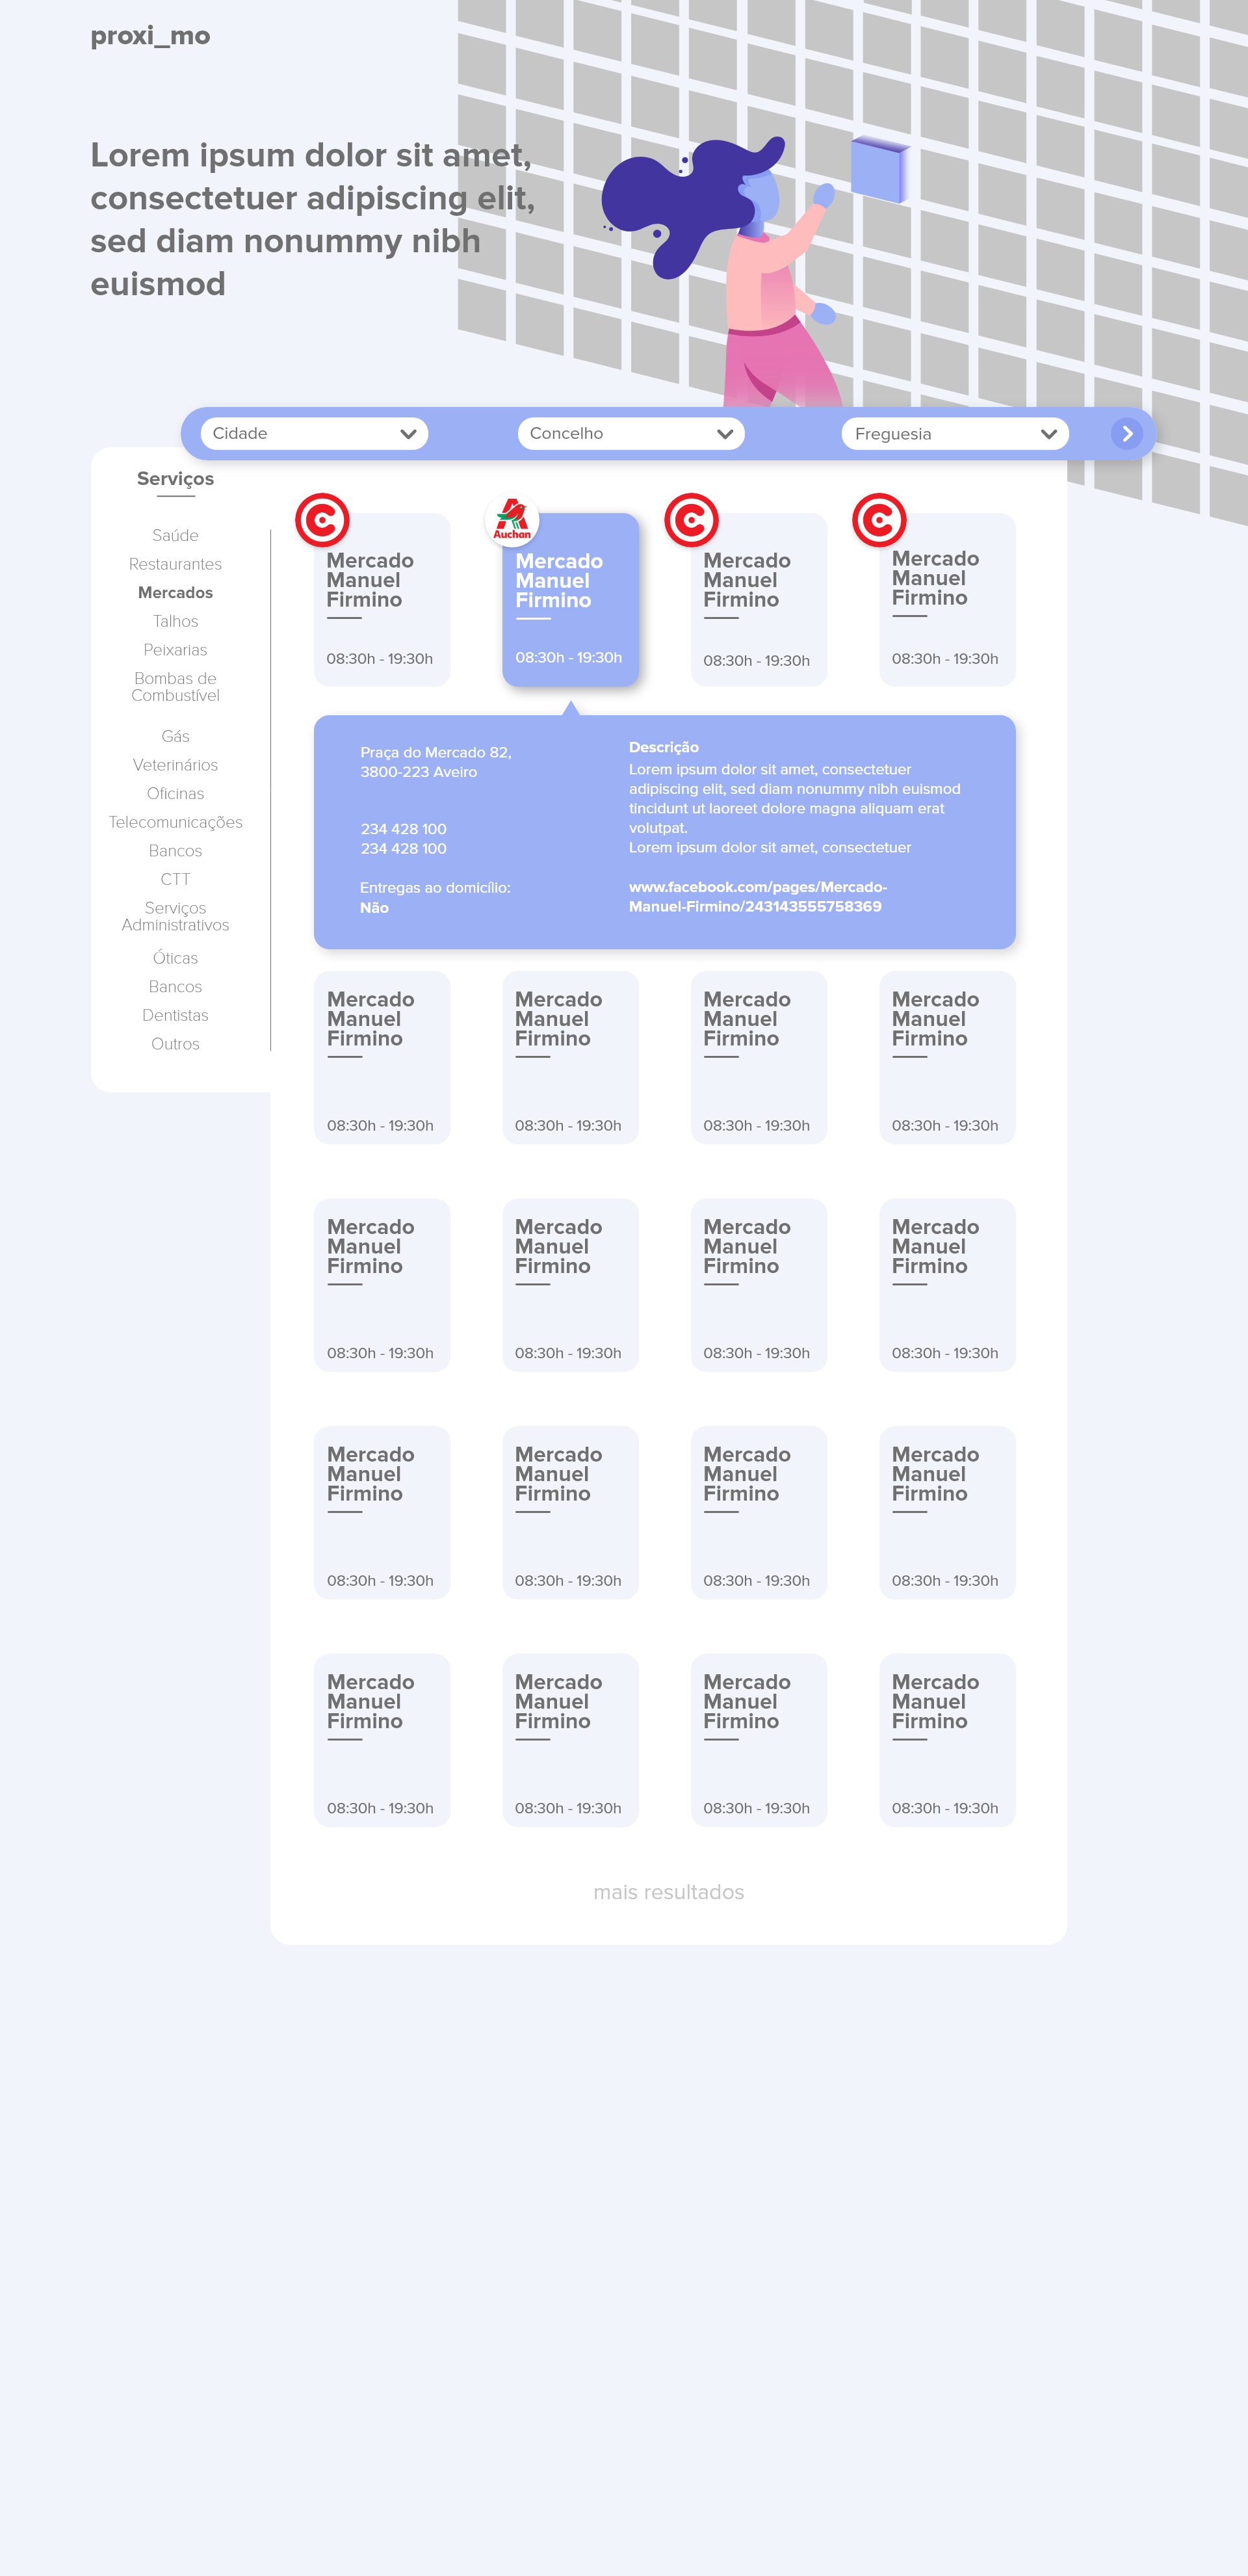 proxi_mo
Lorem ipsum dolor sit amet,
consectetuer adipiscing elit,
sed diam nonummy nibh
euismod
Cidade
Concelho
Freguesia
Serviços
Saúde
Restaurantes
Mercados
Talhos
Peixarias
Bombas de
Combustível
Gás
Veterinários
Oficinas
Telecomunicações
Bancos
CTT
Serviços
Administrativos
Óticas
Bancos
Dentistas
Outros
Mercado
Manuel
Firmino
08:30h - 19:30h
Auchan
Mercado
Manuel
Firmino
08:30h - 19:30h
Mercado
Manuel
Firmino
08:30h - 19:30h
Mercado
Manuel
Firmino
08:30h - 19:30h
Praça do Mercado 82,
3800-223 Aveiro
234 428 100
234 428 100
Entregas ao domicílio:
Não
Descrição
Lorem ipsum dolor sit amet, consectetuer
adipiscing elit, sed diam nonummy nibh euismod
tincidunt ut laoreet dolore magna aliquam erat
volutpat.
Lorem ipsum dolor sit amet, consectetuer
www.facebook.com/pages/Mercado-
Manuel-Firmino/243143555758369
Mercado
Manuel
Firmino
08:30h - 19:30h
Mercado
Manuel
Firmino
08:30h - 19:30h
Mercado
Manuel
Firmino
08:30h - 19:30h
Mercado
Manuel
Firmino
08:30h - 19:30h
Mercado
Manuel
Firmino
08:30h - 19:30h
Mercado
Manuel
Firmino
08:30h - 19:30h
Mercado
Manuel
Firmino
08:30h - 19:30h
Mercado
Manuel
Firmino
08:30h - 19:30h
Mercado
Manuel
Firmino
08:30h - 19:30h
Mercado
Manuel
Firmino
08:30h - 19:30h
Mercado
Manuel
Firmino
08:30h - 19:30h
Mercado
Manuel
Firmino
08:30h - 19:30h
Mercado
Manuel
Firmino
08:30h - 19:30h
Mercado
Manuel
Firmino
08:30h - 19:30h
Mercado
Manuel
Firmino
08:30h - 19:30h
Mercado
Manuel
Firmino
08:30h - 19:30h
mais resultados